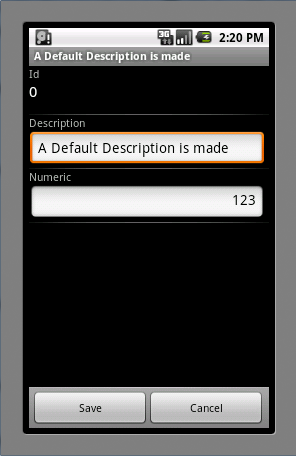 3G
2:20 PM
A Default Description is made
Id
0
Description
A Default Description is made
Numeric
123
Save
Cancel